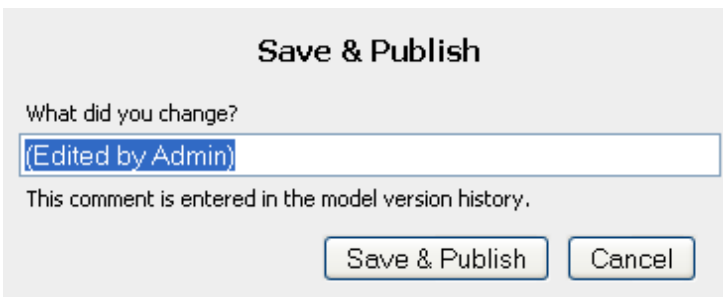 Save & Publish
What did you change?
(Edited by Admin)
This comment is entered in the model version history.
Save & Publish Cancel